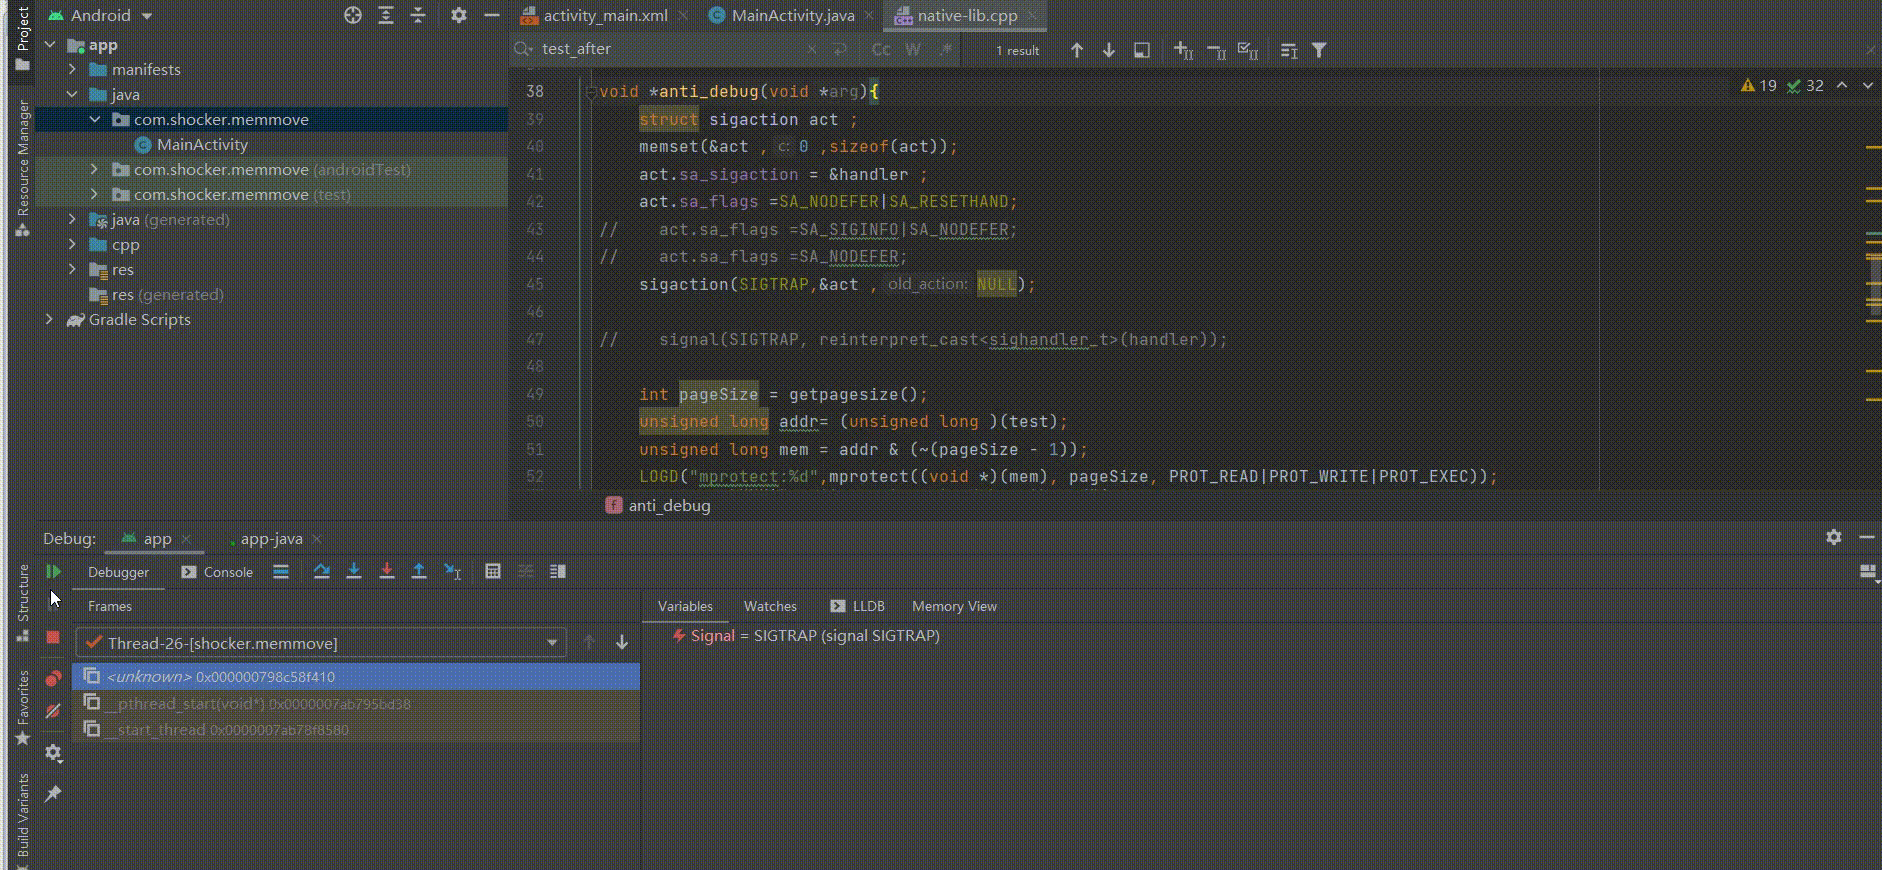 Android
activity_main.xml
MainActivity.java
native-lib.cpp
test_after
Cc
W
.*
1 result
Project
Resource Manager
Structure
Favorites
Build Variants
app
manifests
java
com.shocker.memmove
MainActivity
com.shocker.memmove (androidTest)
com.shocker.memmove (test)
java (generated)
cpp
res
res (generated)
Gradle Scripts
19 32
38 void *anti_debug(void *arg){
39 struct sigaction act ;
40 memset(&act , c: 0 ,sizeof(act));
41 act.sa_sigaction = &handler ;
42 act.sa_flags =SA_NODEFER|SA_RESETHAND;
43 // act.sa_flags =SA_SIGINFO|SA_NODEFER;
44 // act.sa_flags =SA_NODEFER;
45 sigaction(SIGTRAP,&act , old_action: NULL);
46
47 // signal(SIGTRAP, reinterpret_cast<sighandler_t>(handler));
48
49 int pageSize = getpagesize();
50 unsigned long addr= (unsigned long )(test);
51 unsigned long mem = addr & (~(pageSize - 1));
52 LOGD("mprotect:%d",mprotect((void *)(mem), pageSize, PROT_READ|PROT_WRITE|PROT_EXEC));
f anti_debug
Debug: app app-java
Debugger Console
Frames
Thread-26-[shocker.memmove]
<unknown> 0x000000798c58f410
__pthread_start(void*) 0x0000007ab795bd38
__start_thread 0x0000007ab78f8580
Variables Watches LLDB Memory View
Signal = SIGTRAP (signal SIGTRAP)